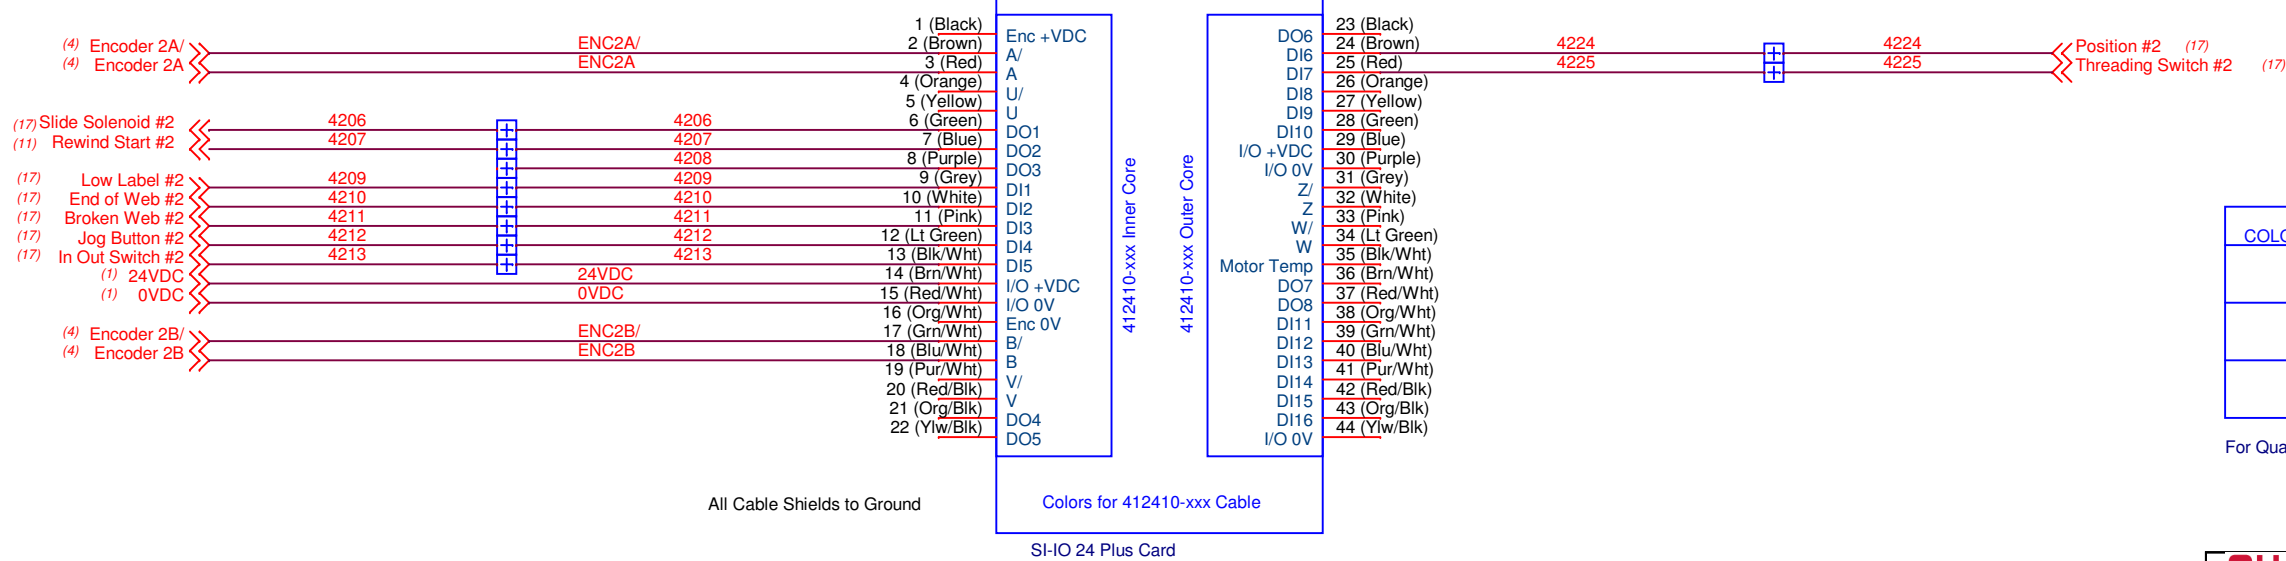 1 (Black) Enc +VDC DO6 23 (Black)
(4) Encoder 2A/ ENC2A/ 2 (Brown) A/ DI6 24 (Brown) 4224 4224 Position #2 (17)
(4) Encoder 2A ENC2A 3 (Red) A DI7 25 (Red) 4225 4225 Threading Switch #2 (17)
4 (Orange) U/ DI8 26 (Orange)
5 (Yellow) U DI9 27 (Yellow)
(17) Slide Solenoid #2 4206 4206 6 (Green) DO1 DI10 28 (Green)
(11) Rewind Start #2 4207 4207 7 (Blue) DO2 I/O +VDC 29 (Blue)
4208 8 (Purple) DO3 I/O 0V 30 (Purple)
(17) Low Label #2 4209 4209 9 (Grey) DI1 Z/ 31 (Grey)
(17) End of Web #2 4210 4210 10 (White) DI2 Z 32 (White)
(17) Broken Web #2 4211 4211 11 (Pink) DI3 W/ 33 (Pink)
(17) Jog Button #2 4212 4212 12 (Lt Green) DI4 W 34 (Lt Green)
(17) In Out Switch #2 4213 4213 13 (Blk/Wht) DI5 Motor Temp 35 (Blk/Wht)
(1) 24VDC 24VDC 14 (Brn/Wht) I/O +VDC DO7 36 (Brn/Wht)
(1) 0VDC 0VDC 15 (Red/Wht) I/O 0V DO8 37 (Red/Wht)
16 (Org/Wht) Enc 0V DI11 38 (Org/Wht)
(4) Encoder 2B/ ENC2B/ 17 (Grn/Wht) B/ DI12 39 (Grn/Wht)
(4) Encoder 2B ENC2B 18 (Blu/Wht) B DI13 40 (Blu/Wht)
19 (Pur/Wht) V/ DI14 41 (Pur/Wht)
20 (Red/Blk) V DI15 42 (Red/Blk)
21 (Org/Blk) DO4 DI16 43 (Org/Blk)
22 (Ylw/Blk) DO5 I/O 0V 44 (Ylw/Blk)
412410-xxx Inner Core
412410-xxx Outer Core
COLO
For Qua
All Cable Shields to Ground
Colors for 412410-xxx Cable
SI-IO 24 Plus Card